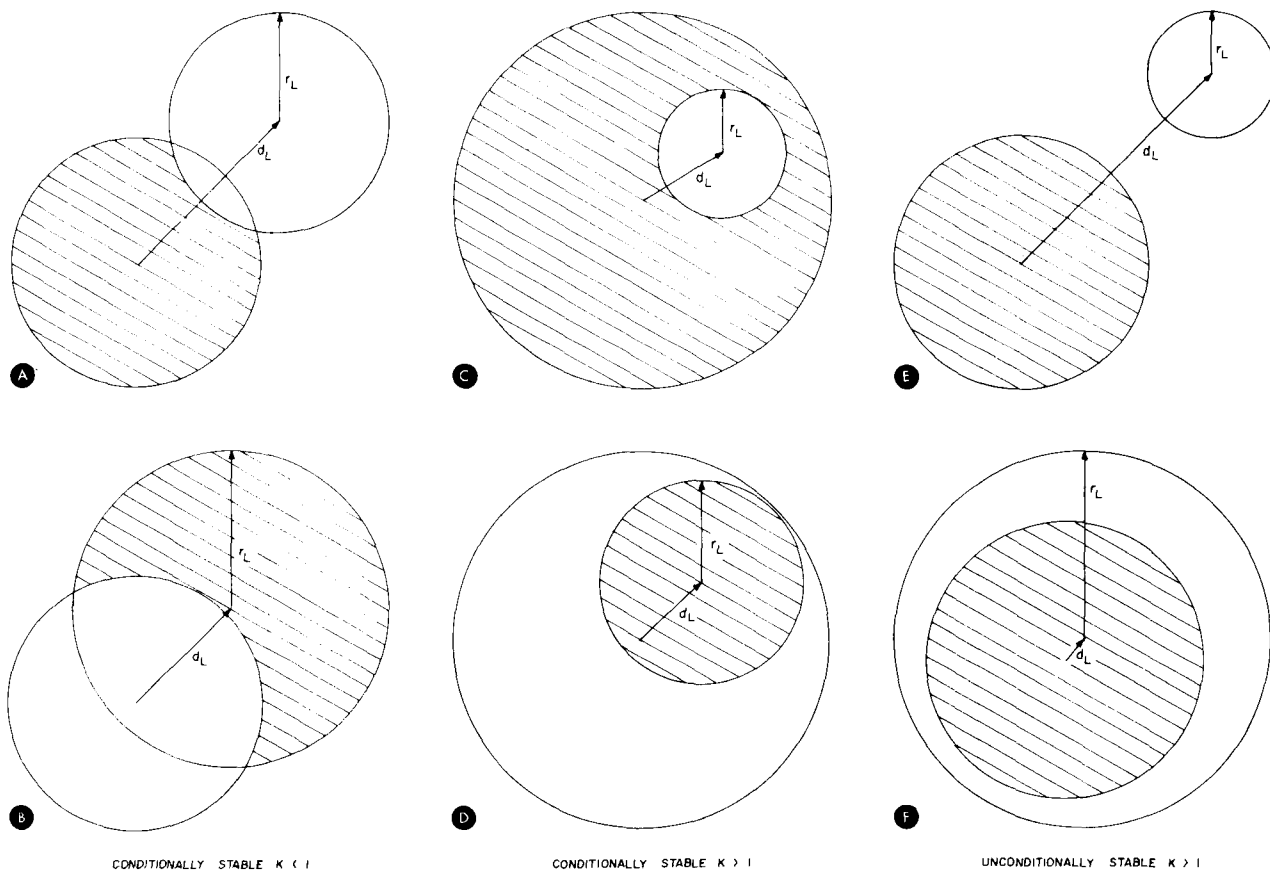 r_L
d_L
A
r_L
d_L
C
r_L
d_L
E
r_L
d_L
B
r_L
d_L
D
r_L
d_L
F
CONDITIONALLY STABLE K < 1
CONDITIONALLY STABLE K > 1
UNCONDITIONALLY STABLE K > 1